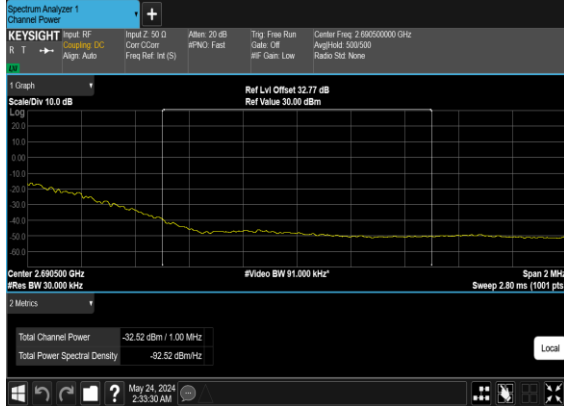 Spectrum Analyzer 1
Channel Power
+
KEYSIGHT Input: RF Input Z: 50 Ω Atten: 20 dB Trig: Free Run Center Freq: 2.690500000 GHz
R T Coupling: DC Corr CCorr #PNO: Fast Gate: Off Avg|Hold: 500/500
Align: Auto Freq Ref: Int (S) #IF Gain: Low Radio Std: None
1 Graph
Ref Lvl Offset 32.77 dB
Scale/Div 10.0 dB Ref Value 30.00 dBm
Log
20.0
10.0
0.00
-10.0
-20.0
-30.0
-40.0
-50.0
-60.0
Center 2.690500 GHz #Video BW 91.000 kHz* Span 2 MHz
#Res BW 30.000 kHz Sweep 2.80 ms (1001 pts)
2 Metrics
Total Channel Power -32.52 dBm / 1.00 MHz
Total Power Spectral Density -92.52 dBm/Hz
Local
? May 24, 2024
2:33:30 AM